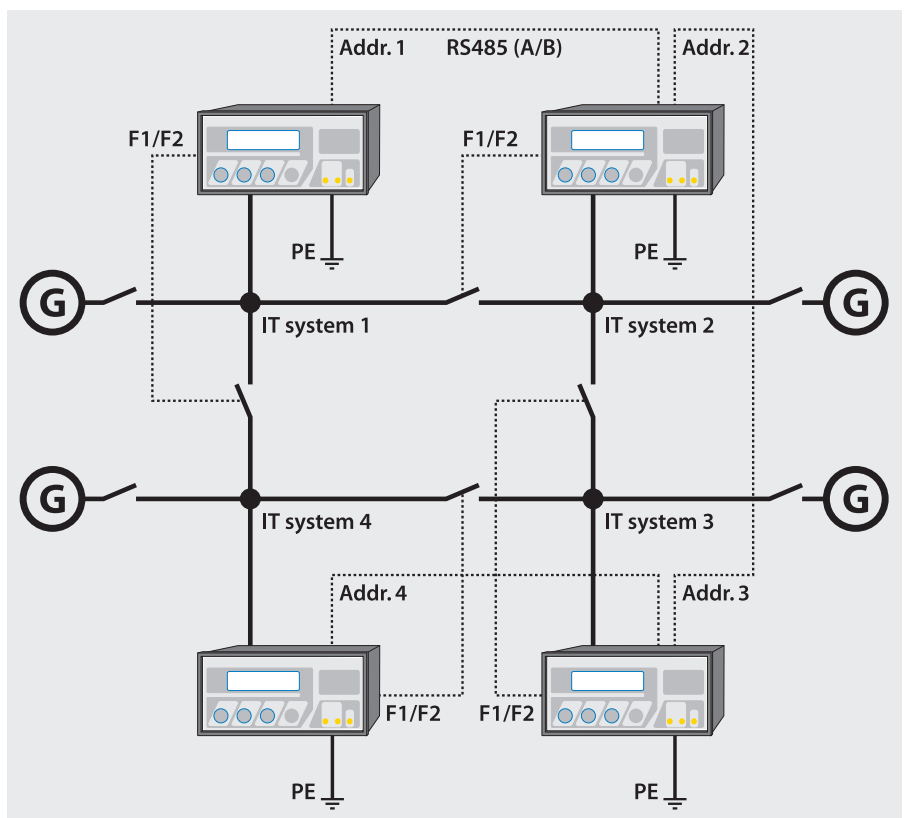 Addr. 1 RS485 (A/B) Addr. 2
F1/F2 F1/F2
PE PE
G G
IT system 1 IT system 2
G G
IT system 4 IT system 3
Addr. 4 Addr. 3
F1/F2 F1/F2
PE PE